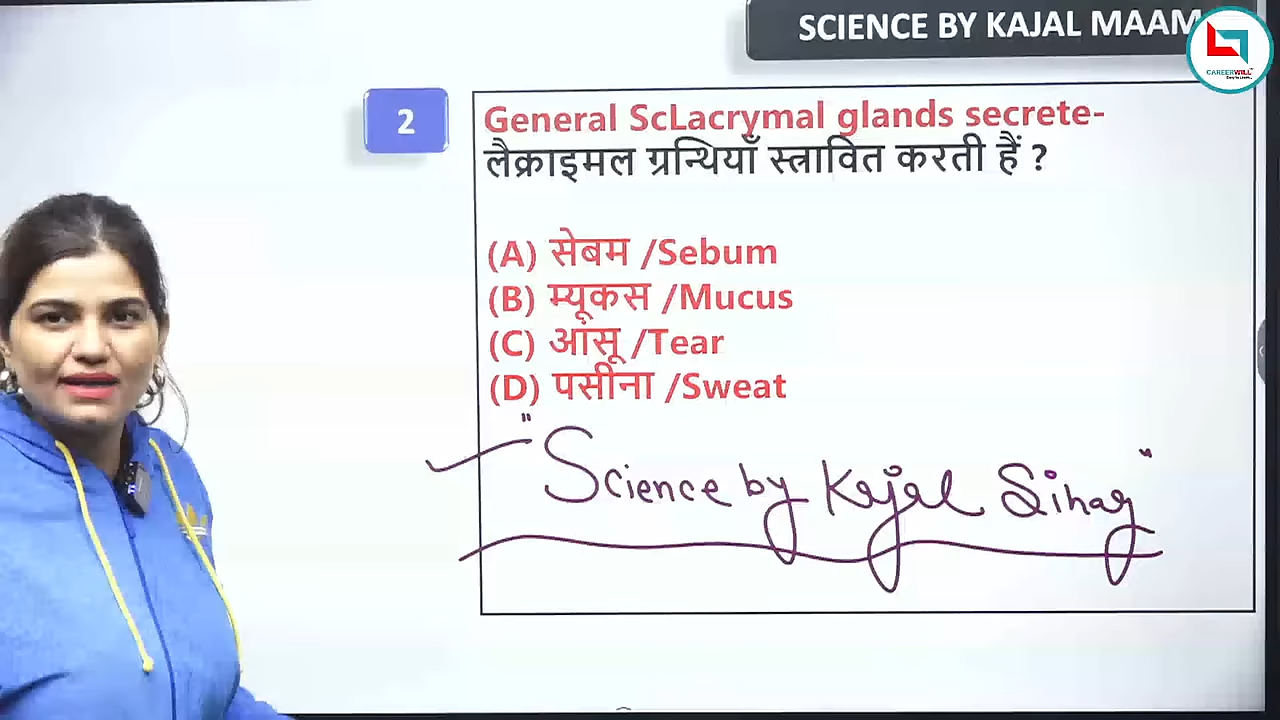 SCIENCE BY KAJAL MAAM
CAREERWILL
2
General ScLacrymal glands secrete-
लैक्राइमल ग्रन्थियाँ स्त्रावित करती हैं ?
(A) सेबम /Sebum
(B) म्यूकस /Mucus
(C) आंसू /Tear
(D) पसीना /Sweat
"Science by Kajal Sihag"